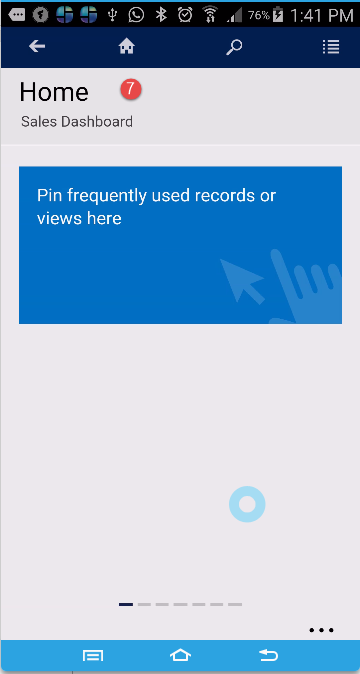 76% 1:41 PM
Home 7
Sales Dashboard
Pin frequently used records or
views here